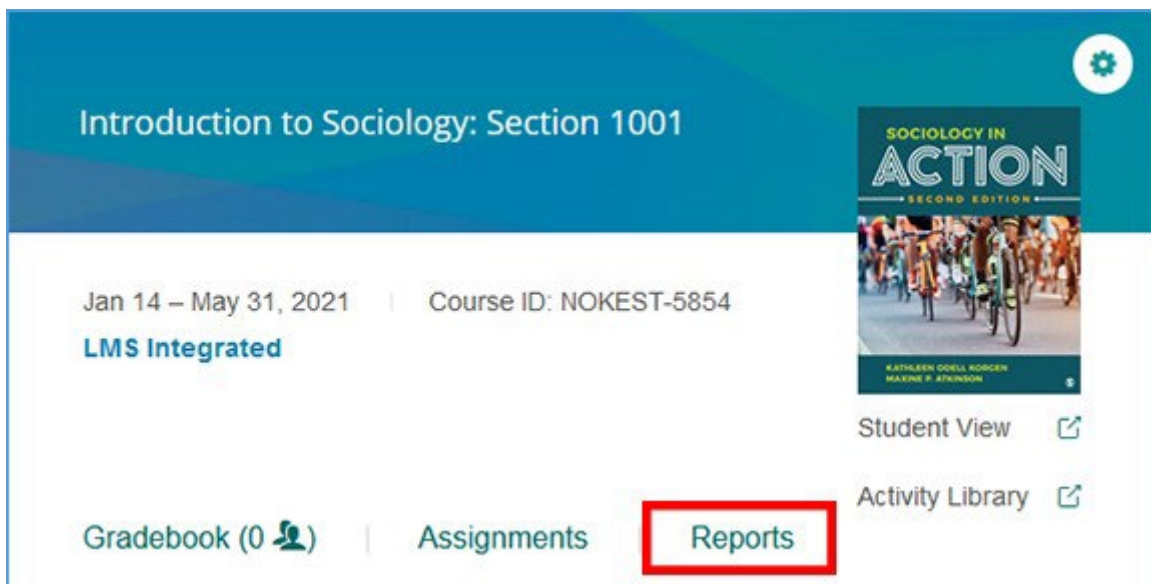 Introduction to Sociology: Section 1001
SOCIOLOGY IN
ACTION
SECOND EDITION
KATHLEEN ODELL KORGEN
MAXINE P. ATKINSON
Jan 14 – May 31, 2021
Course ID: NOKEST-5854
LMS Integrated
Student View
Activity Library
Gradebook (0 )
Assignments
Reports